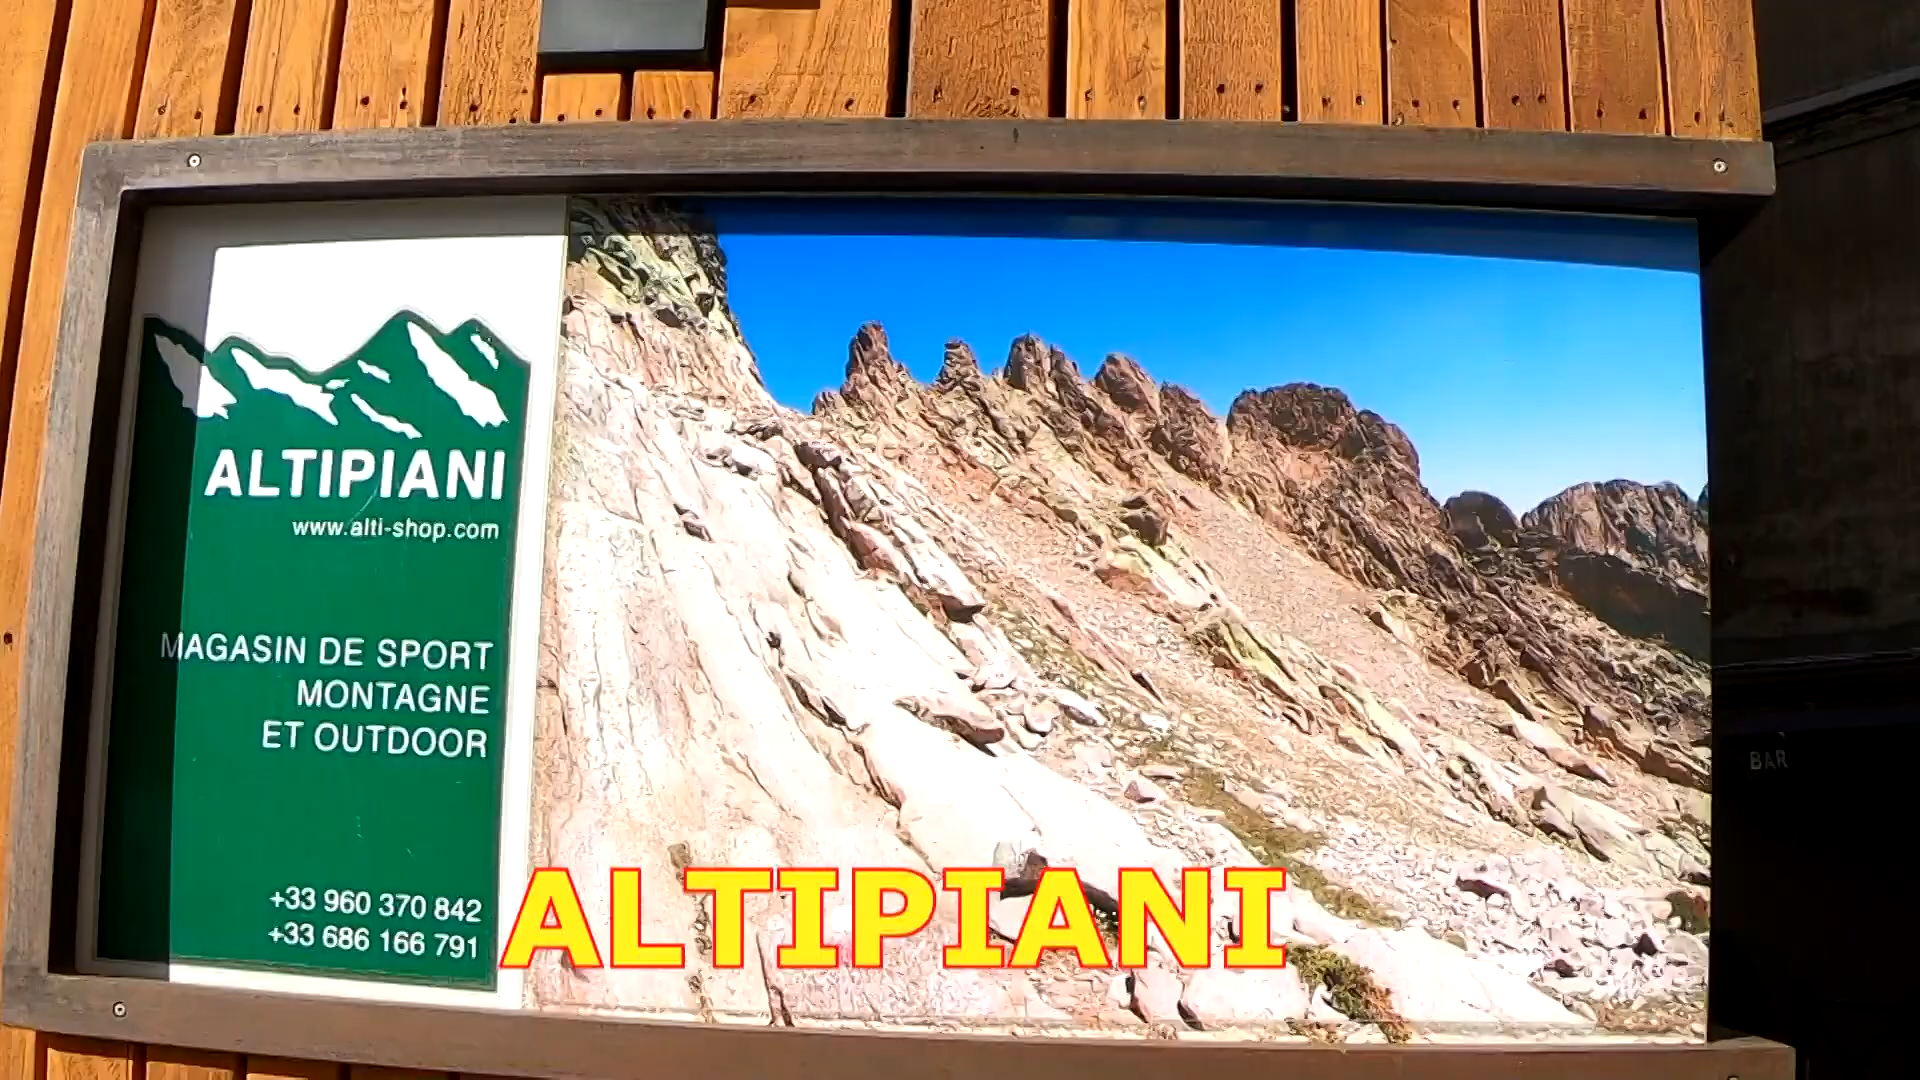 ALTIPIANI
www.alti-shop.com
MAGASIN DE SPORT
MONTAGNE
ET OUTDOOR
+33 960 370 842
+33 686 166 791
ALTIPIANI
BAR